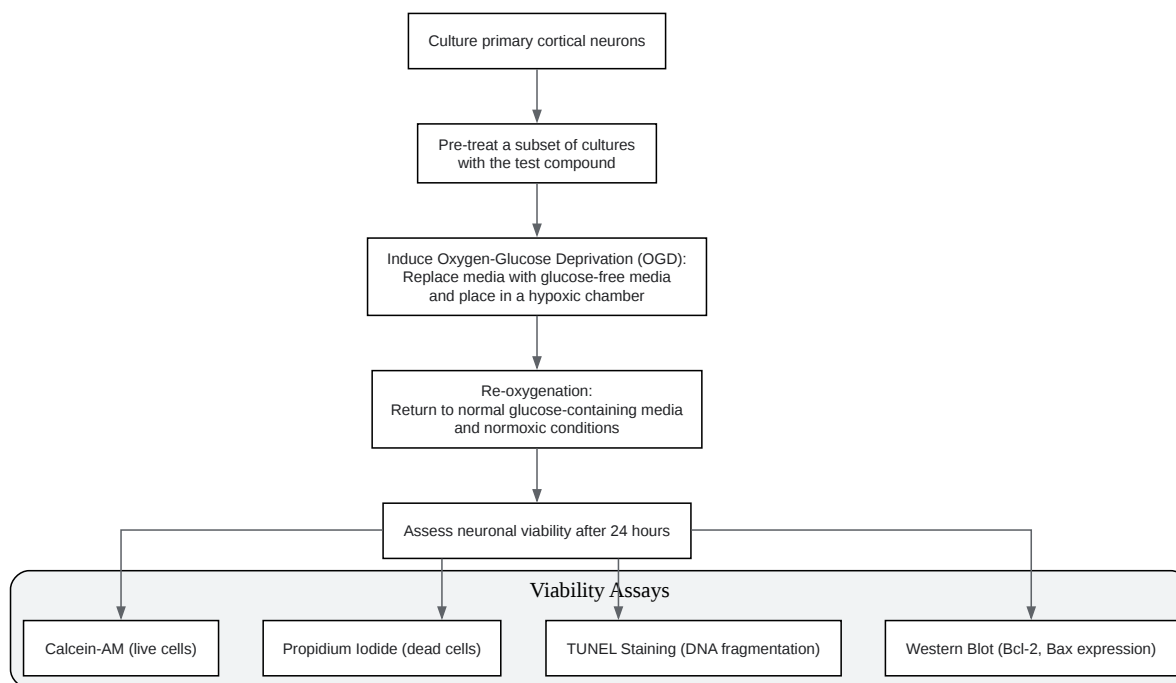 Culture primary cortical neurons
Pre-treat a subset of cultures
with the test compound
Induce Oxygen-Glucose Deprivation (OGD):
Replace media with glucose-free media
and place in a hypoxic chamber
Re-oxygenation:
Return to normal glucose-containing media
and normoxic conditions
Assess neuronal viability after 24 hours
Viability Assays
Calcein-AM (live cells)
Propidium Iodide (dead cells)
TUNEL Staining (DNA fragmentation)
Western Blot (Bcl-2, Bax expression)